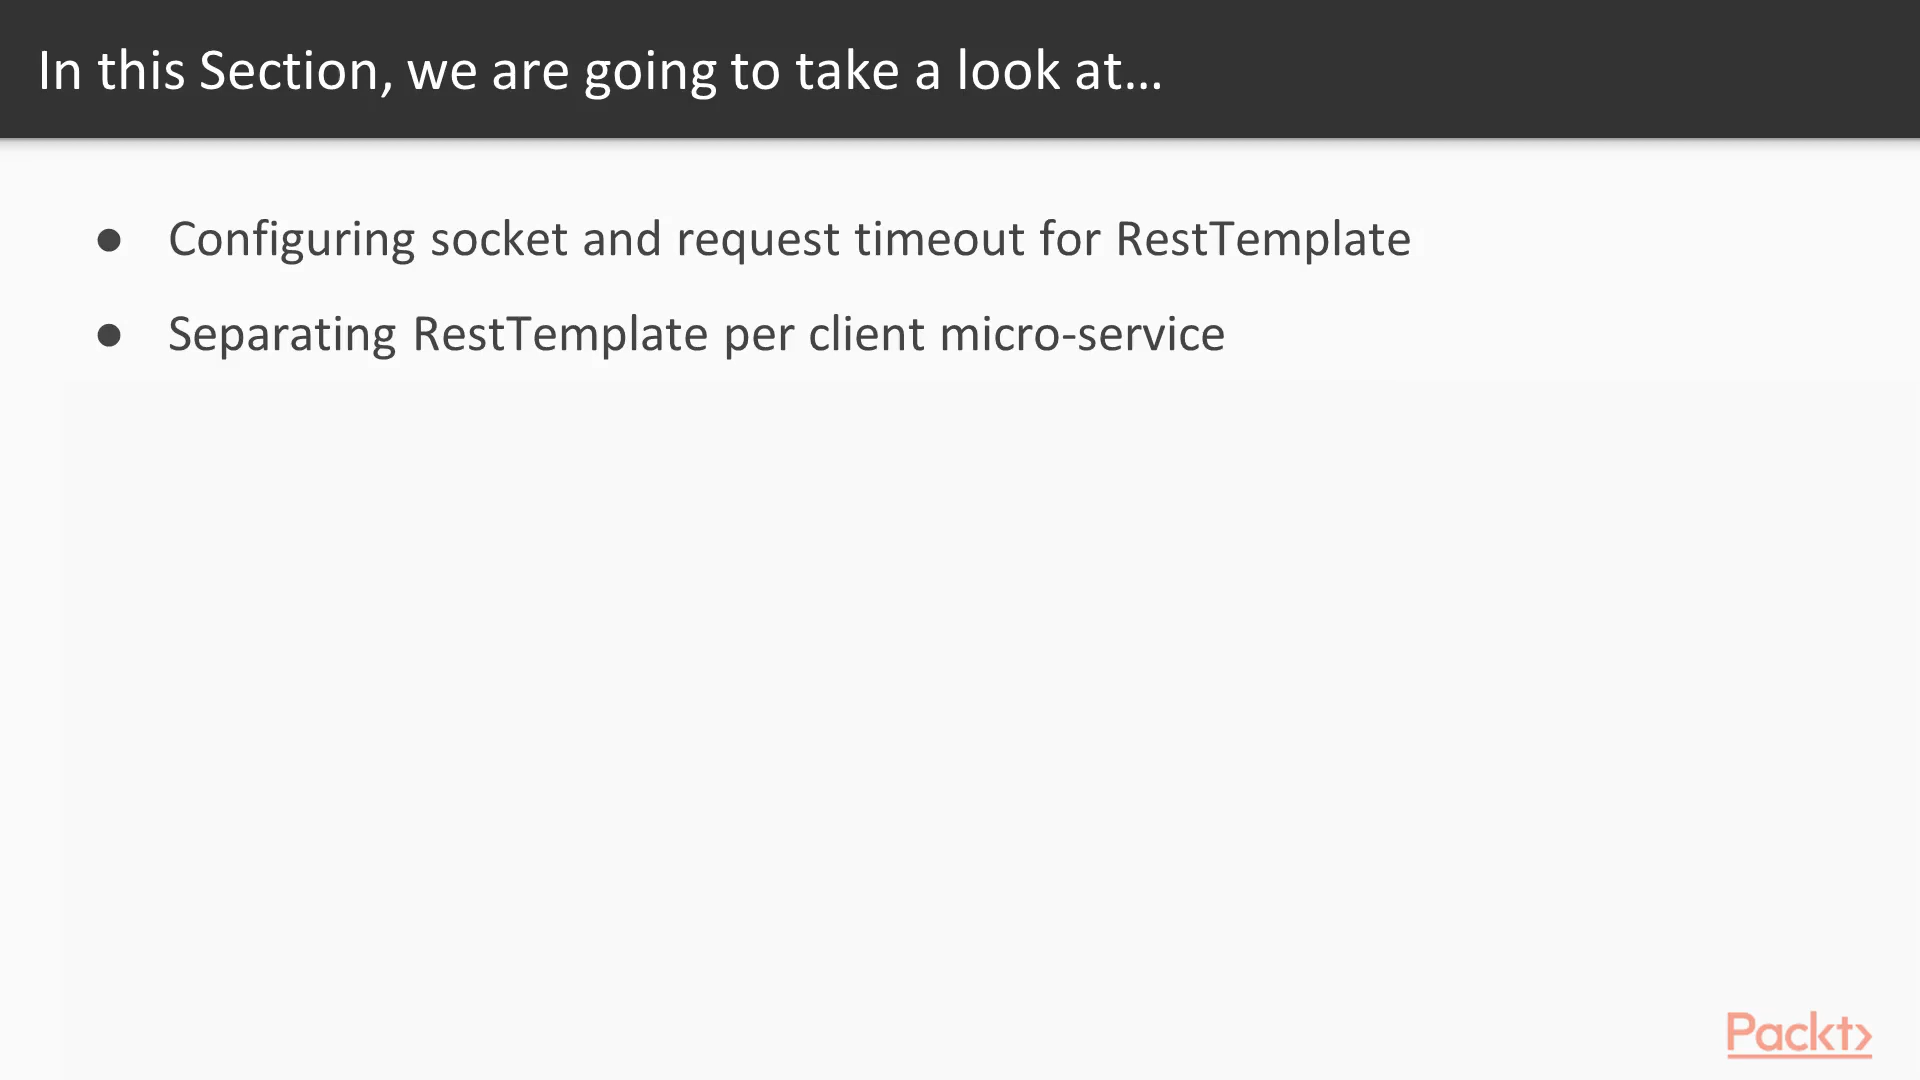 In this Section, we are going to take a look at...
● Configuring socket and request timeout for RestTemplate
● Separating RestTemplate per client micro-service
Packt>